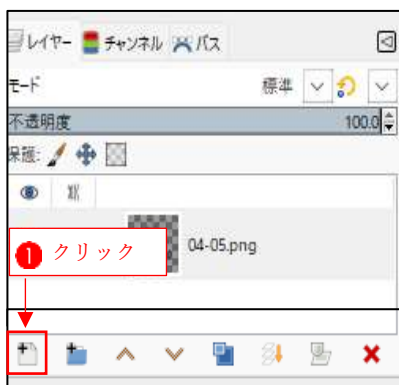 レイヤー チャンネル パス
モード 標準
不透明度 100.0
保護:
04-05.png
1 クリック